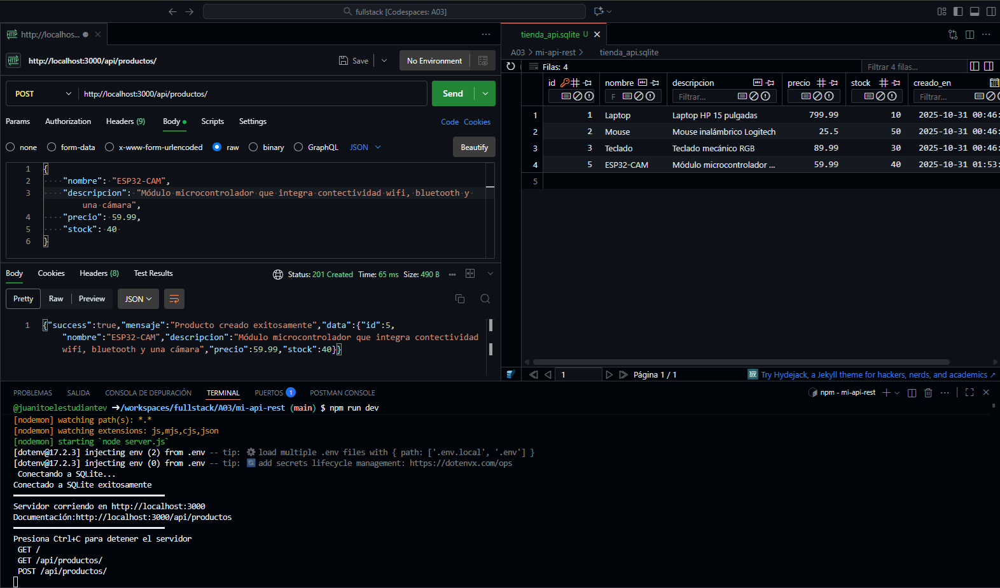 fullstack [Codespaces: A03]
HTTP http://localhos...
HTTP http://localhost:3000/api/productos/
Save
No Environment
POST http://localhost:3000/api/productos/ Send
Params Authorization Headers (9) Body Scripts Settings Code Cookies
none form-data x-www-form-urlencoded raw binary GraphQL JSON Beautify
1 {
2 "nombre": "ESP32-CAM",
3 "descripcion": "Módulo microcontrolador que integra contectividad wifi, bluetooth y
una cámara",
4 "precio": 59.99,
5 "stock": 40
6 }
Body Cookies Headers (8) Test Results Status: 201 Created Time: 65 ms Size: 490 B
Pretty Raw Preview JSON
1 {"success":true,"mensaje":"Producto creado exitosamente","data":{"id":5,
"nombre":"ESP32-CAM","descripcion":"Módulo microcontrolador que integra contectividad
wifi, bluetooth y una cámara","precio":59.99,"stock":40}}
tienda_api.sqlite U
A03 > mi-api-rest > tienda_api.sqlite
Filas: 4 Filtrar 4 filas...
id nombre descripcion precio stock creado_en
F Filtrar... Filtrar...
1 1 Laptop Laptop HP 15 pulgadas 799.99 10 2025-10-31 00:46:
2 2 Mouse Mouse inalámbrico Logitech 25.5 50 2025-10-31 00:46:
3 3 Teclado Teclado mecánico RGB 89.99 30 2025-10-31 00:46:
4 5 ESP32-CAM Módulo microcontrolador ... 59.99 40 2025-10-31 01:53:
5
1 Página 1 / 1 Try Hydejack, a Jekyll theme for hackers, nerds, and academics ↗
PROBLEMAS SALIDA CONSOLA DE DEPURACIÓN TERMINAL PUERTOS 1 POSTMAN CONSOLE
npm - mi-api-rest
@juanitoelestudiantev ➜/workspaces/fullstack/A03/mi-api-rest (main) $ npm run dev
[nodemon] watching path(s): *.*
[nodemon] watching extensions: js,mjs,cjs,json
[nodemon] starting `node server.js`
[dotenv@17.2.3] injecting env (2) from .env -- tip: ⚙️ load multiple .env files with { path: ['.env.local', '.env'] }
[dotenv@17.2.3] injecting env (0) from .env -- tip: 🔄 add secrets lifecycle management: https://dotenvx.com/ops
Conectando a SQLite...
Conectado a SQLite exitosamente
Servidor corriendo en http://localhost:3000
Documentación:http://localhost:3000/api/productos
Presiona Ctrl+C para detener el servidor
GET /
GET /api/productos/
POST /api/productos/